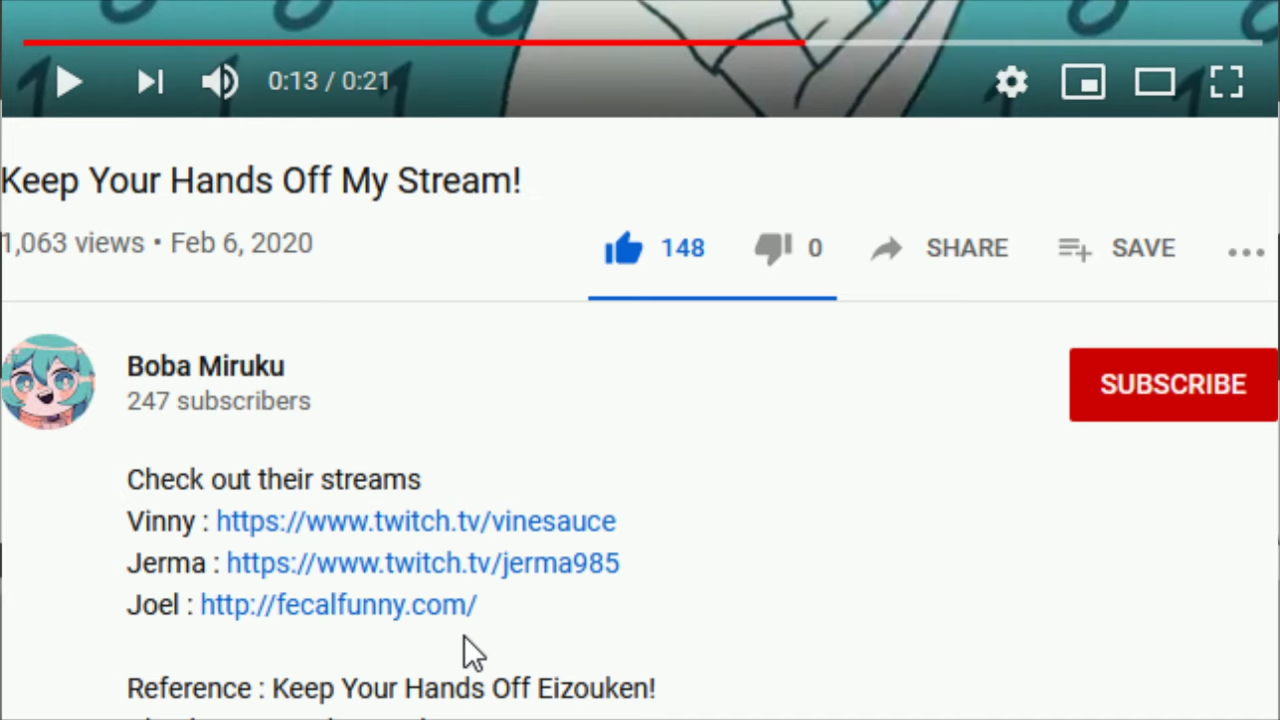 0:13 / 0:21
Keep Your Hands Off My Stream!
1,063 views • Feb 6, 2020
148 0 SHARE SAVE
Boba Miruku
247 subscribers
SUBSCRIBE
Check out their streams
Vinny : https://www.twitch.tv/vinesauce
Jerma : https://www.twitch.tv/jerma985
Joel : http://fecalfunny.com/
Reference : Keep Your Hands Off Eizouken!